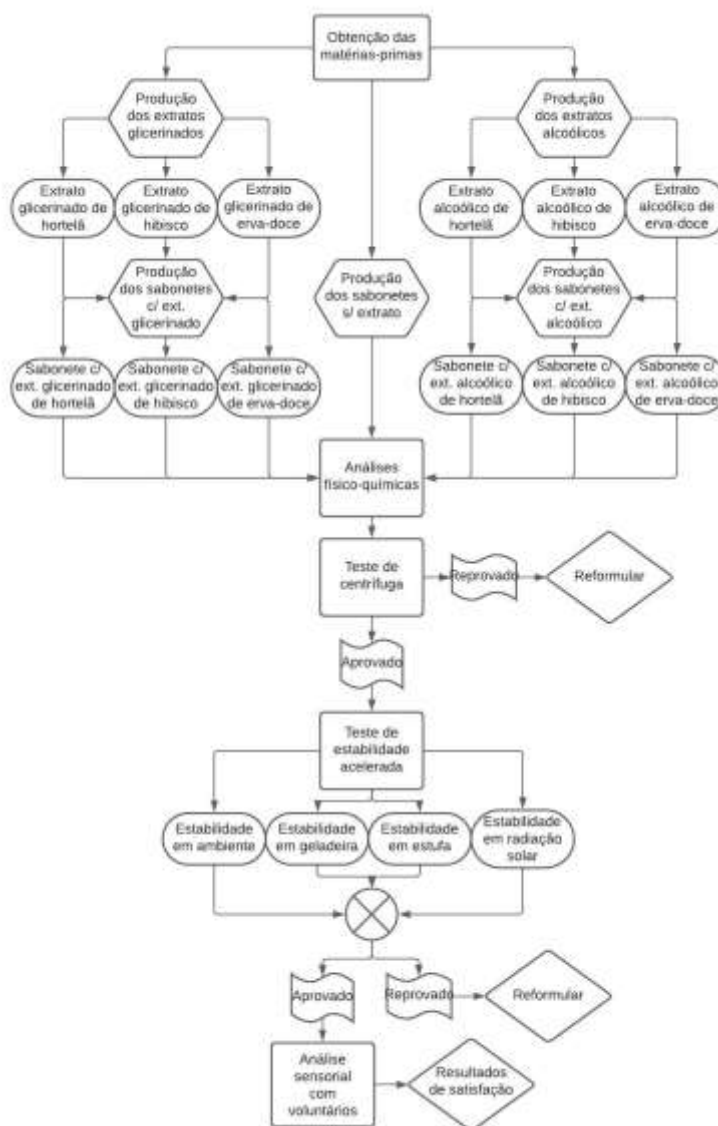 Obtenção das
matérias-primas
Produção
dos extratos
glicerinados
Produção
dos extratos
alcoólicos
Extrato
glicerinado de
hortelã
Extrato
glicerinado de
hibisco
Extrato
glicerinado
de erva-doce
Extrato
alcoólico de
hortelã
Extrato
alcoólico de
hibisco
Extrato
alcoólico de
erva-doce
Produção
dos sabonetes
c/ ext.
glicerinado
Produção
dos sabonetes
s/ extrato
Produção
dos sabonetes
c/ ext.
alcoólico
Sabonete c/
ext. glicerinado
de hortelã
Sabonete c/
ext. glicerinado
de hibisco
Sabonete c/
ext. glicerinado
de erva-doce
Sabonete c/
ext. alcoólico
de hortelã
Sabonete c/
ext. alcoólico
de hibisco
Sabonete c/
ext. alcoólico
de erva-doce
Análises
físico-químicas
Teste de
centrífuga
Reprovado
Reformular
Aprovado
Teste de
estabilidade
acelerada
Estabilidade
em ambiente
Estabilidade
em geladeira
Estabilidade
em estufa
Estabilidade
em radiação
solar
Aprovado
Reprovado
Reformular
Análise
sensorial
com
voluntários
Resultados
de satisfação